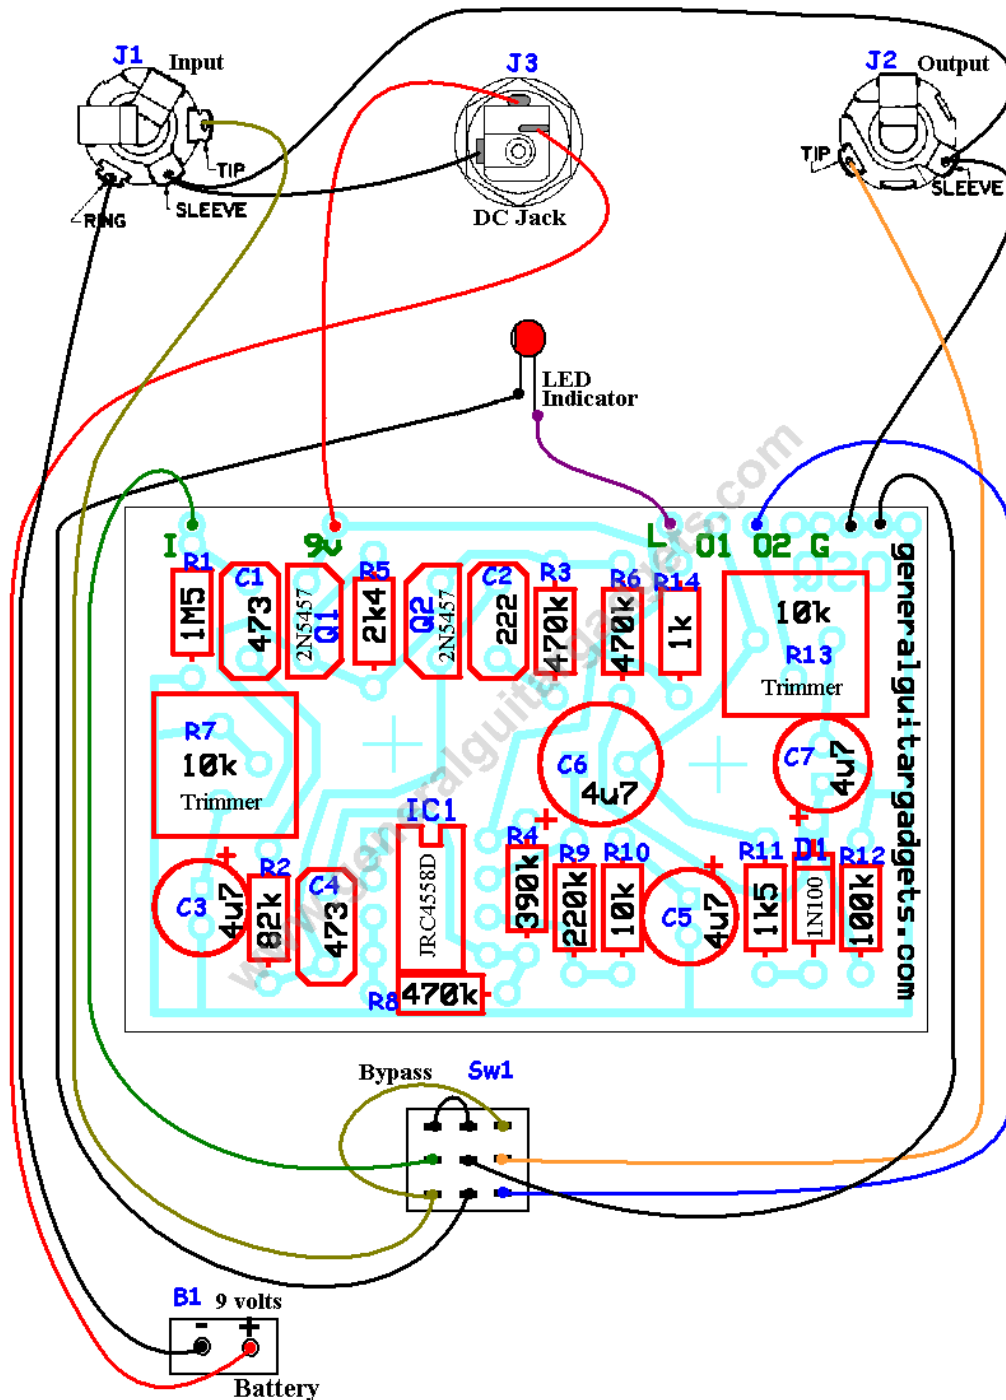 J1 Input
J3
J2 Output
TIP
RING
SLEEVE
DC Jack
TIP
SLEEVE
LED
Indicator
I
9v
L
O1 O2 G
R1
1M5
C1
473
2N5457
Q1
R5
2k4
Q2
2N5457
C2
222
R3
470k
R6
470k
R14
1k
10k
R13
Trimmer
R7
10k
Trimmer
C6
4u7
+
C7
4u7
+
IC1
JRC4558D
C3
4u7
+
R2
82k
C4
473
R8
470k
R4
390k
R9
220k
R10
10k
C5
4u7
+
R11
1k5
D1
1N100
R12
100k
generalguitargadgets.com
www.generalguitargadgets.com
Bypass
Sw1
B1 9 volts
- +
Battery